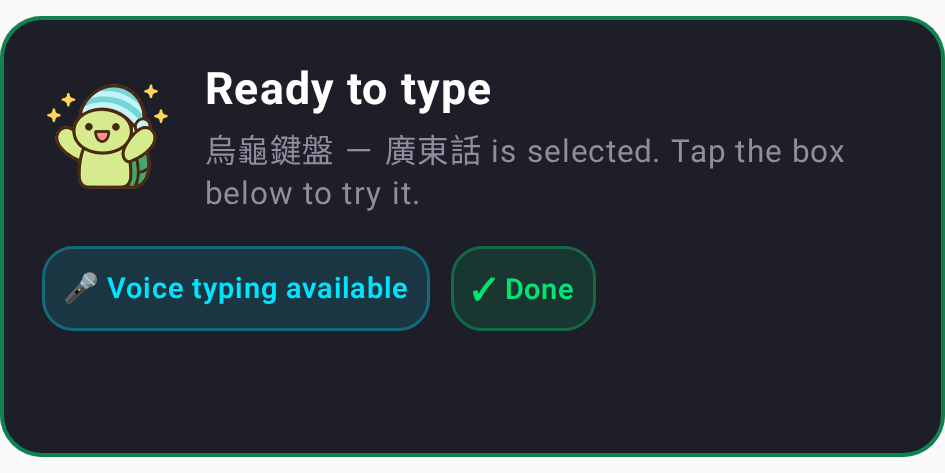 Ready to type
烏龜鍵盤 － 廣東話 is selected. Tap the box
below to try it.
🎤 Voice typing available
✓ Done